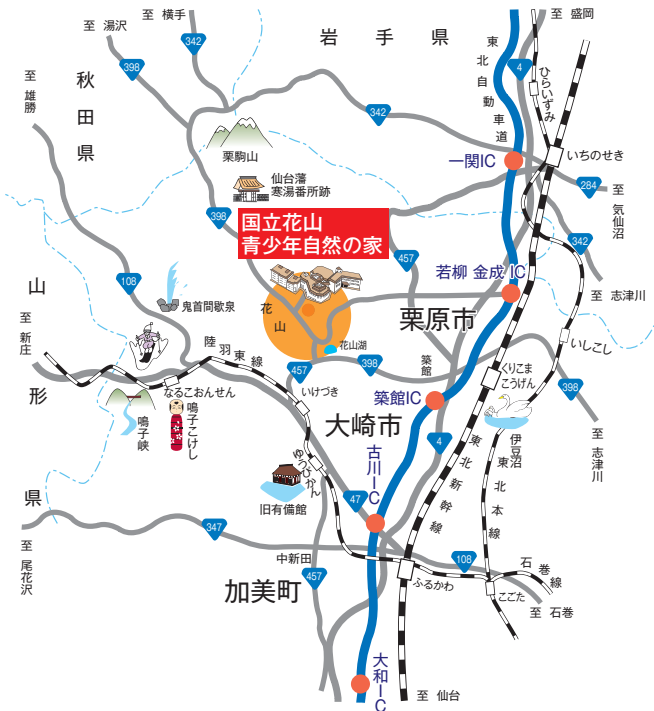 至 盛岡
至 横手
至 湯沢
342
岩手県
東北自動車道
4
ひらいずみ
398
秋田県
至 雄勝
342
栗駒山
一関IC
いちのせき
仙台藩
寒湯番所跡
284
至 気仙沼
398
国立花山
青少年自然の家
342
457
若柳 金成 IC
至 志津川
108
鬼首間歇泉
花山
栗原市
山形県
至 新庄
花山湖
いしこし
陸羽東線
457
398
築館
くりこま
こうげん
398
なるこおんせん
いけづき
築館IC
鳴子峡
鳴子こけし
大崎市
伊豆沼
至 志津川
4
古川IC
ゆうびかん
東北新幹線
東北本線
旧有備館
47
347
至 尾花沢
中新田
108
石巻線
457
ふるかわ
こごた
加美町
至 石巻
大和IC
至 仙台